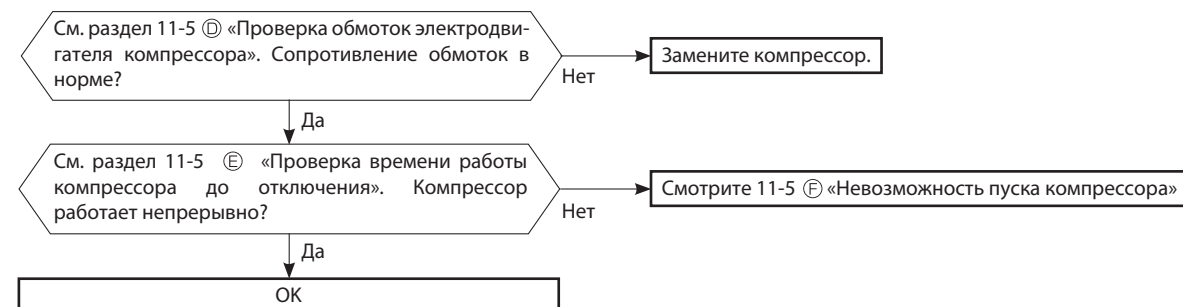 См. раздел 11-5 Ⓓ «Проверка обмоток электродви-
гателя компрессора». Сопротивление обмоток в
норме?
Нет
Замените компрессор.
Да
См. раздел 11-5 Ⓔ «Проверка времени работы
компрессора до отключения». Компрессор
работает непрерывно?
Нет
Смотрите 11-5 Ⓕ «Невозможность пуска компрессора»
Да
OK